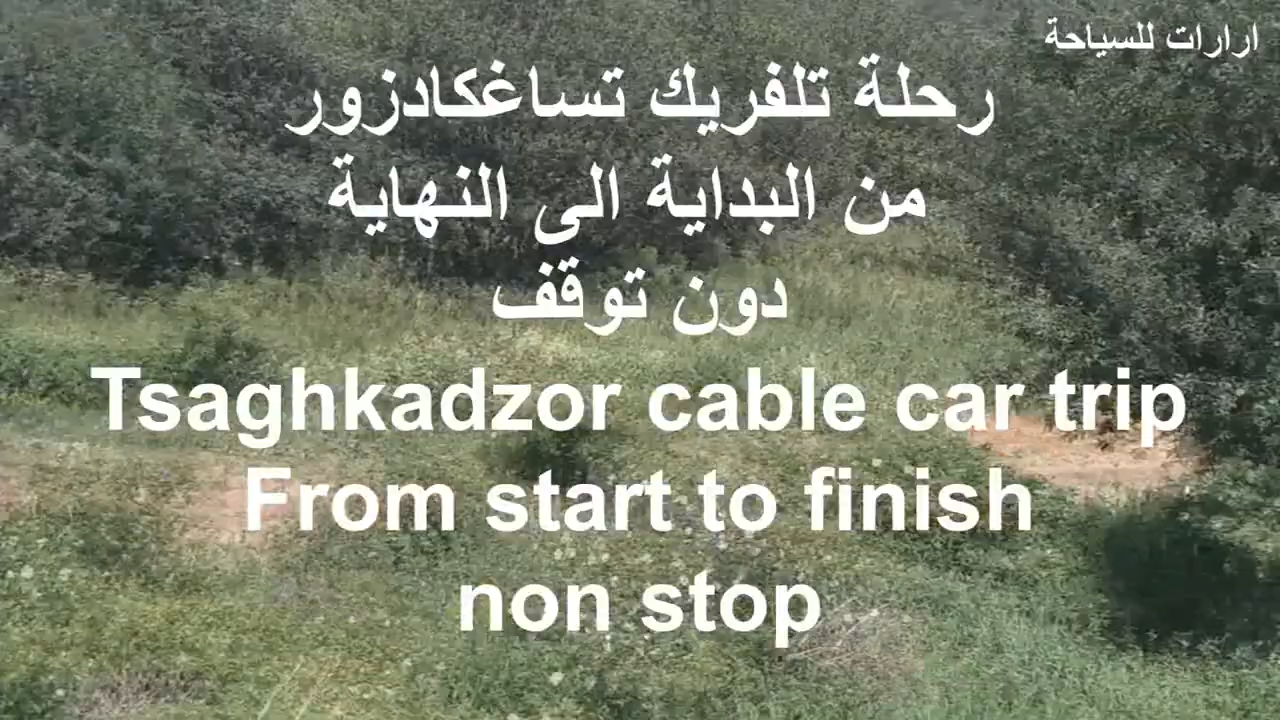 ارارات للسياحة
رحلة تلفريك تساغكادزور
من البداية الى النهاية
دون توقف
Tsaghkadzor cable car trip
From start to finish
non stop